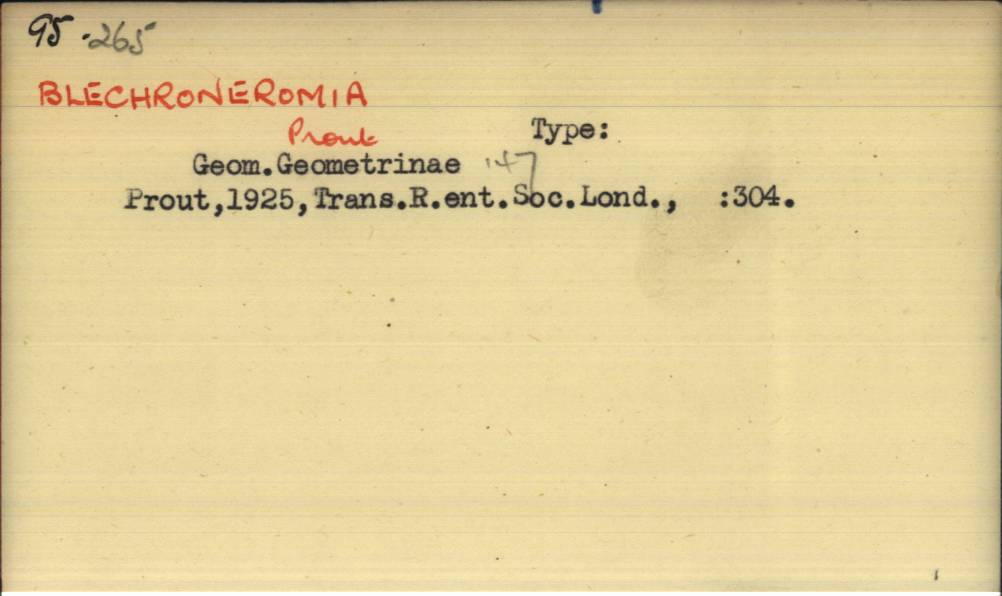 95.265
BLECHRONEROMIA
Prout Type:
Geom.Geometrinae 147
Prout,1925,Trans.R.ent.Soc.Lond., :304.